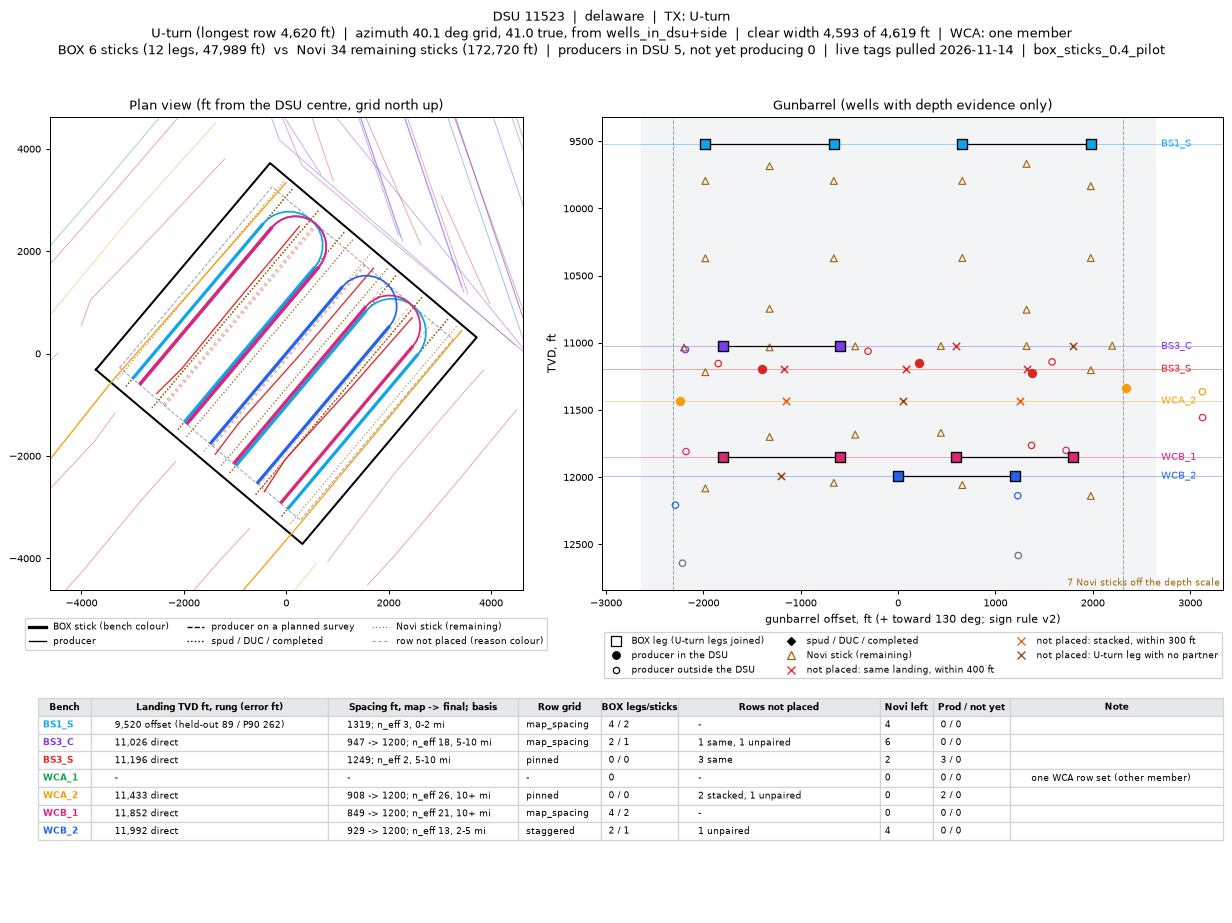 DSU 11523 | delaware | TX: U-turn
U-turn (longest row 4,620 ft) | azimuth 40.1 deg grid, 41.0 true, from wells_in_dsu+side | clear width 4,593 of 4,619 ft | WCA: one member
BOX 6 sticks (12 legs, 47,989 ft) vs Novi 34 remaining sticks (172,720 ft) | producers in DSU 5, not yet producing 0 | live tags pulled 2026-11-14 | box_sticks_0.4_pilot
Plan view (ft from the DSU centre, grid north up)
4000
2000
0
−2000
−4000
−4000 −2000 0 2000 4000
BOX stick (bench colour) producer on a planned survey Novi stick (remaining)
producer spud / DUC / completed row not placed (reason colour)
Gunbarrel (wells with depth evidence only)
TVD, ft
9500
10000
10500
11000
11500
12000
12500
BS1_S
BS3_C
BS3_S
WCA_2
WCB_1
WCB_2
7 Novi sticks off the depth scale
−3000 −2000 −1000 0 1000 2000 3000
gunbarrel offset, ft (+ toward 130 deg; sign rule v2)
BOX leg (U-turn legs joined) spud / DUC / completed not placed: stacked, within 300 ft
producer in the DSU Novi stick (remaining) not placed: U-turn leg with no partner
producer outside the DSU not placed: same landing, within 400 ft
Bench Landing TVD ft, rung (error ft) Spacing ft, map -> final; basis Row grid BOX legs/sticks Rows not placed Novi left Prod / not yet Note
BS1_S 9,520 offset (held-out 89 / P90 262) 1319; n_eff 3, 0-2 mi map_spacing 4 / 2 - 4 0 / 0
BS3_C 11,026 direct 947 -> 1200; n_eff 18, 5-10 mi map_spacing 2 / 1 1 same, 1 unpaired 6 0 / 0
BS3_S 11,196 direct 1249; n_eff 2, 5-10 mi pinned 0 / 0 3 same 2 3 / 0
WCA_1 - - - 0 - 0 0 / 0 one WCA row set (other member)
WCA_2 11,433 direct 908 -> 1200; n_eff 26, 10+ mi pinned 0 / 0 2 stacked, 1 unpaired 0 2 / 0
WCB_1 11,852 direct 849 -> 1200; n_eff 21, 10+ mi map_spacing 4 / 2 - 0 0 / 0
WCB_2 11,992 direct 929 -> 1200; n_eff 13, 2-5 mi staggered 2 / 1 1 unpaired 4 0 / 0